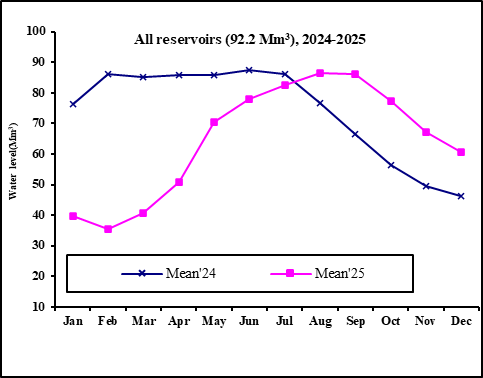 All reservoirs (92.2 Mm³), 2024-2025
100
90
80
70
60
50
40
30
20
10
Water level(Mm³)
Mean'24 Mean'25
Jan Feb Mar Apr May Jun Jul Aug Sep Oct Nov Dec